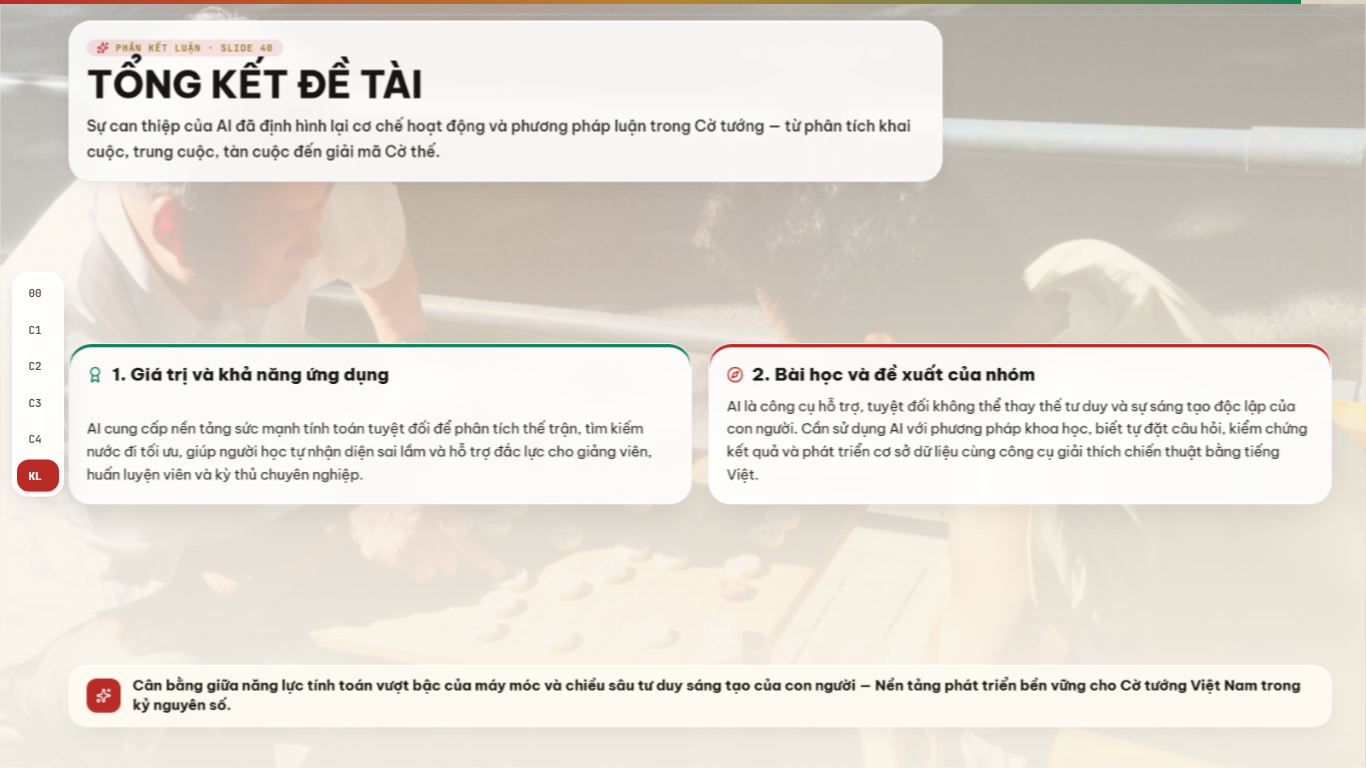 PHẦN KẾT LUẬN · SLIDE 40
TỔNG KẾT ĐỀ TÀI
Sự can thiệp của AI đã định hình lại cơ chế hoạt động và phương pháp luận trong Cờ tướng — từ phân tích khai
cuộc, trung cuộc, tàn cuộc đến giải mã Cờ thế.
00
C1
C2
C3
C4
KL
1. Giá trị và khả năng ứng dụng
AI cung cấp nền tảng sức mạnh tính toán tuyệt đối để phân tích thế trận, tìm kiếm
nước đi tối ưu, giúp người học tự nhận diện sai lầm và hỗ trợ đắc lực cho giảng viên,
huấn luyện viên và kỳ thủ chuyên nghiệp.
2. Bài học và đề xuất của nhóm
AI là công cụ hỗ trợ, tuyệt đối không thể thay thế tư duy và sự sáng tạo độc lập của
con người. Cần sử dụng AI với phương pháp khoa học, biết tự đặt câu hỏi, kiểm chứng
kết quả và phát triển cơ sở dữ liệu cùng công cụ giải thích chiến thuật bằng tiếng
Việt.
Cân bằng giữa năng lực tính toán vượt bậc của máy móc và chiều sâu tư duy sáng tạo của con người — Nền tảng phát triển bền vững cho Cờ tướng Việt Nam trong
kỷ nguyên số.